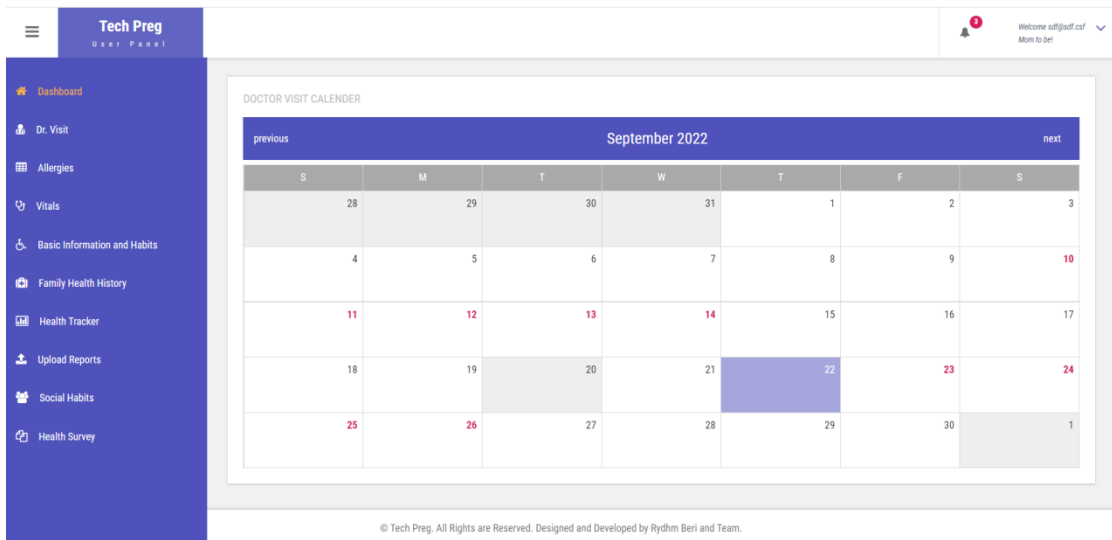 Tech Preg
User Panel
3
Welcome sdf@sdf.csf
Mom to be!
Dashboard
Dr. Visit
Allergies
Vitals
Basic Information and Habits
Family Health History
Health Tracker
Upload Reports
Social Habits
Health Survey
DOCTOR VISIT CALENDER
previous September 2022 next
S M T W T F S
28 29 30 31 1 2 3
4 5 6 7 8 9 10
11 12 13 14 15 16 17
18 19 20 21 22 23 24
25 26 27 28 29 30 1
© Tech Preg. All Rights are Reserved. Designed and Developed by Rydhm Beri and Team.